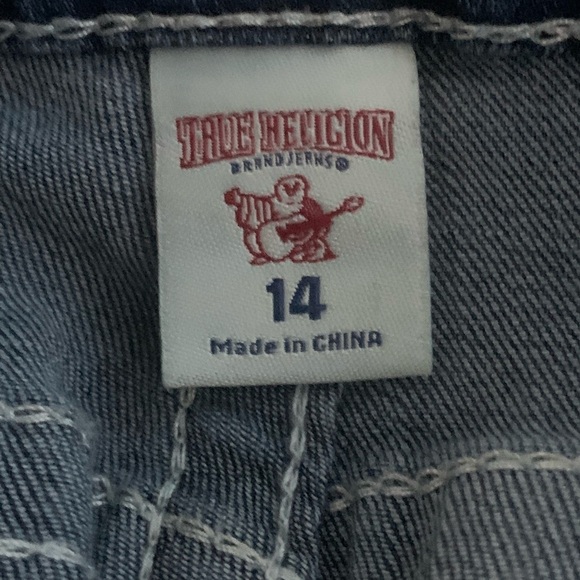 TRUE RELIGION
BRAND JEANS®
14
Made in CHINA